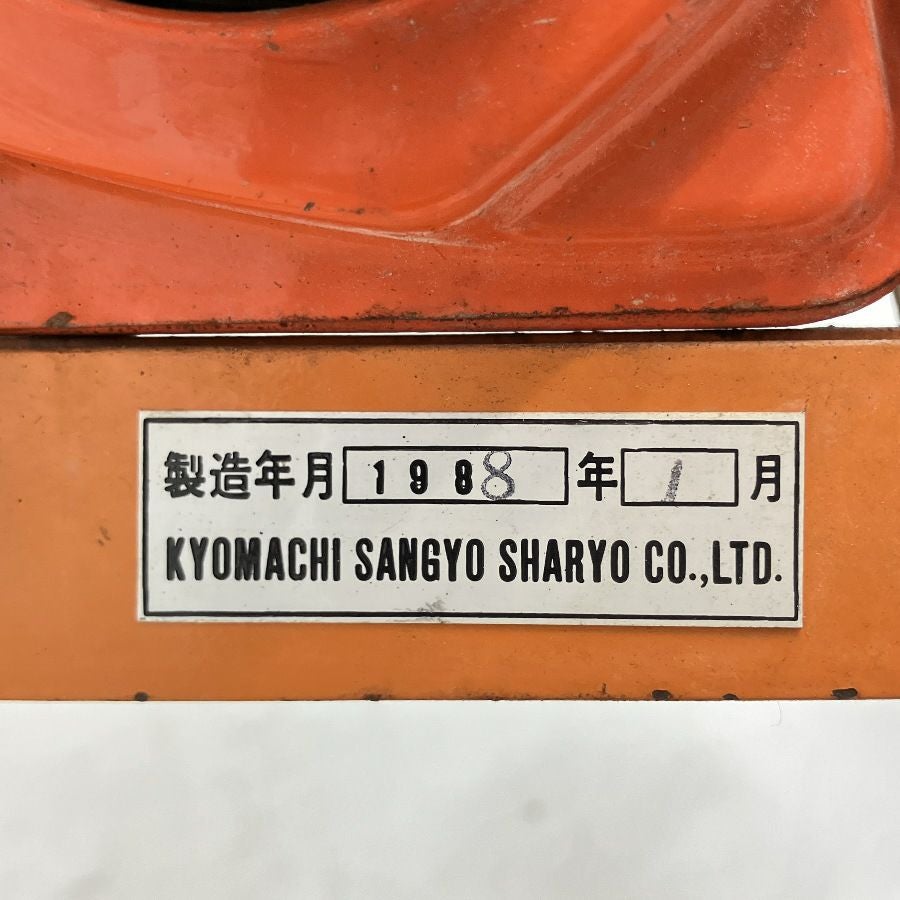 製造年月 1988 年 1 月
KYOMACHI SANGYO SHARYO CO.,LTD.